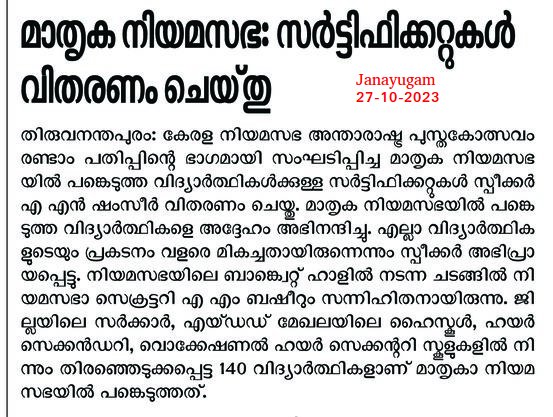 മാതൃക നിയമസഭ: സർട്ടിഫിക്കറ്റുകൾ
വിതരണം ചെയ്തു
Janayugam
27-10-2023
തിരുവനന്തപുരം: കേരള നിയമസഭ അന്താരാഷ്ട്ര പുസ്തകോത്സവം
രണ്ടാം പതിപ്പിന്റെ ഭാഗമായി സംഘടിപ്പിച്ച മാതൃക നിയമസഭ
യിൽ പങ്കെടുത്ത വിദ്യാർത്ഥികൾക്കുള്ള സർട്ടിഫിക്കറ്റുകൾ സ്പീക്കർ
എ എൻ ഷംസീർ വിതരണം ചെയ്തു. മാതൃക നിയമസഭയിൽ പങ്കെ
ടുത്ത വിദ്യാർത്ഥികളെ അദ്ദേഹം അഭിനന്ദിച്ചു. എല്ലാ വിദ്യാർത്ഥിക
ളുടെയും പ്രകടനം വളരെ മികച്ചതായിരുന്നെന്നും സ്പീക്കർ അഭിപ്രാ
യപ്പെട്ടു. നിയമസഭയിലെ ബാങ്ക്വെറ്റ് ഹാളിൽ നടന്ന ചടങ്ങിൽ നി
യമസഭാ സെക്രട്ടറി എ എം ബഷീറും സന്നിഹിതനായിരുന്നു. ജി
ല്ലയിലെ സർക്കാർ, എയ്ഡഡ് മേഖലയിലെ ഹൈസ്കൂൾ, ഹയർ
സെക്കൻഡറി, വൊക്കേഷണൽ ഹയർ സെക്കന്ററി സ്കൂളുകളിൽ നി
ന്നും തിരഞ്ഞെടുക്കപ്പെട്ട 140 വിദ്യാർത്ഥികളാണ് മാതൃകാ നിയമ
സഭയിൽ പങ്കെടുത്തത്.